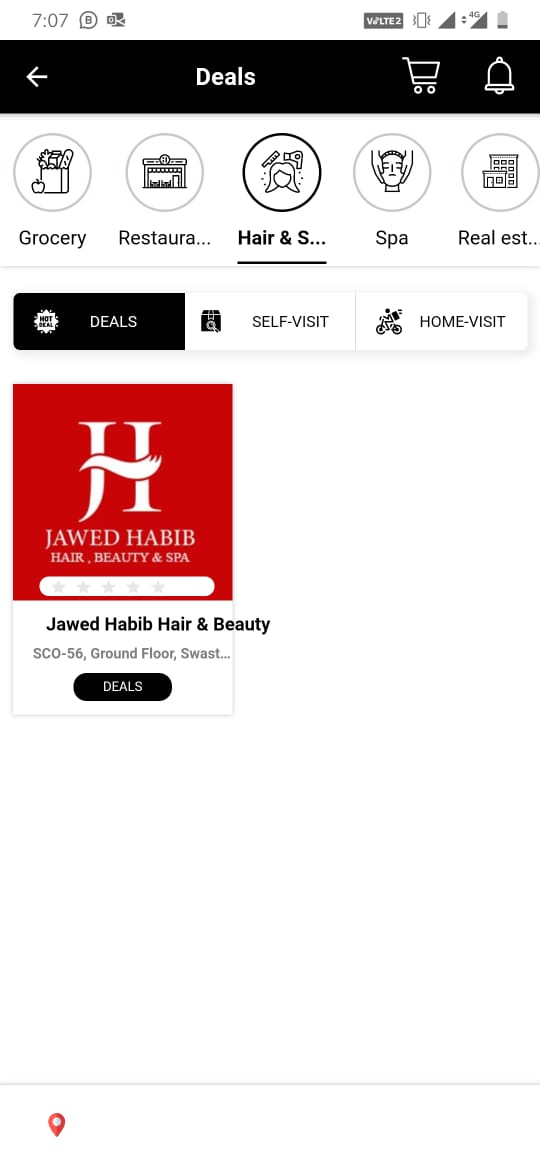 7:07 B VoLTE2 4G
Deals
Grocery Restaura... Hair & S... Spa Real est...
HOT DEAL DEALS SELF-VISIT HOME-VISIT
H
JAWED HABIB
HAIR , BEAUTY & SPA
Jawed Habib Hair & Beauty
SCO-56, Ground Floor, Swast...
DEALS